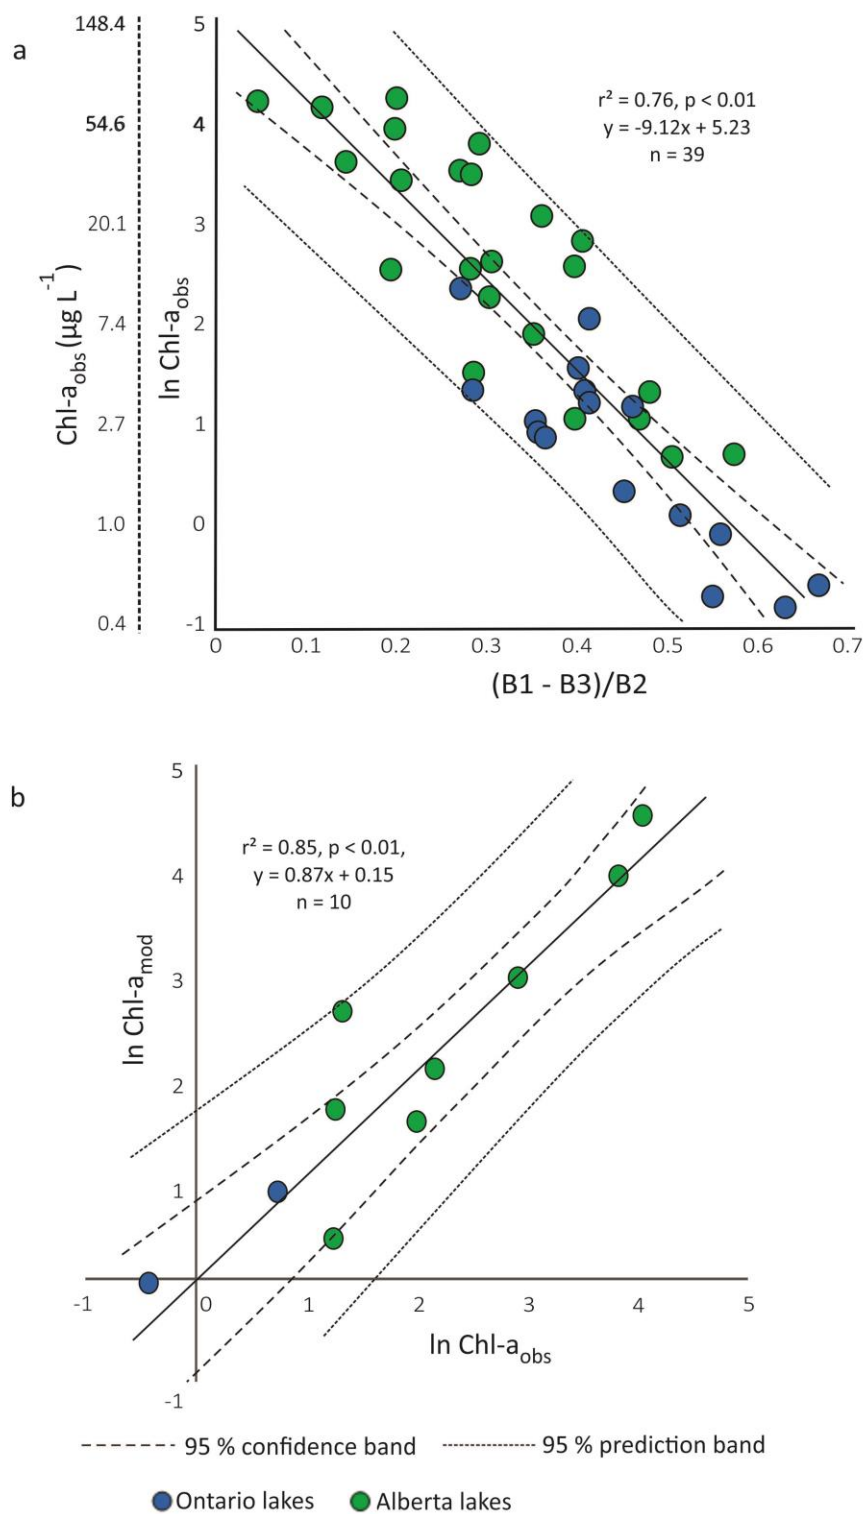 a
148.4
54.6
20.1
7.4
2.7
1.0
0.4
Chl-a_obs (µg L⁻¹)
5
4
3
2
1
0
-1
ln Chl-a_obs
r² = 0.76, p < 0.01
y = -9.12x + 5.23
n = 39
0 0.1 0.2 0.3 0.4 0.5 0.6 0.7
(B1 - B3)/B2
b
5
4
3
2
1
-1
ln Chl-a_mod
r² = 0.85, p < 0.01,
y = 0.87x + 0.15
n = 10
-1 0 1 2 3 4 5
ln Chl-a_obs
95 % confidence band 95 % prediction band
Ontario lakes Alberta lakes